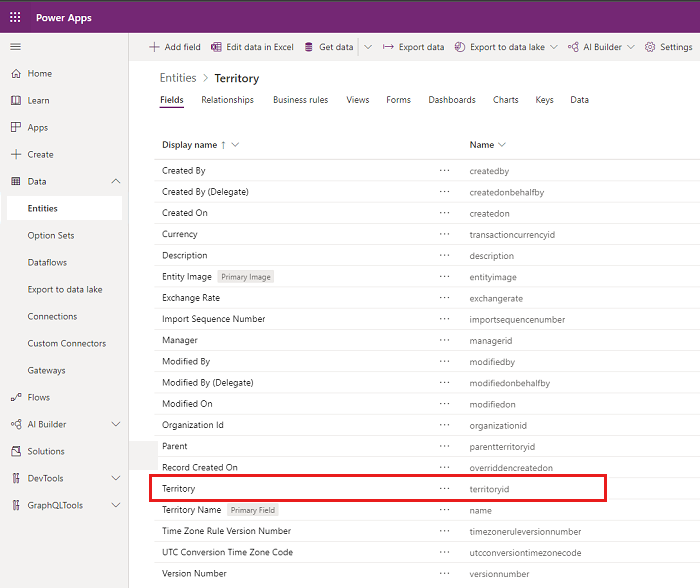 Power Apps
Add field Edit data in Excel Get data Export data Export to data lake AI Builder Settings
Home
Learn
Apps
Create
Data
Entities
Option Sets
Dataflows
Export to data lake
Connections
Custom Connectors
Gateways
Flows
AI Builder
Solutions
DevTools
GraphQLTools
Entities > Territory
Fields Relationships Business rules Views Forms Dashboards Charts Keys Data
Display name ↑ Name
Created By ··· createdby
Created By (Delegate) ··· createdonbehalfby
Created On ··· createdon
Currency ··· transactioncurrencyid
Description ··· description
Entity Image Primary Image ··· entityimage
Exchange Rate ··· exchangerate
Import Sequence Number ··· importsequencenumber
Manager ··· managerid
Modified By ··· modifiedby
Modified By (Delegate) ··· modifiedonbehalfby
Modified On ··· modifiedon
Organization Id ··· organizationid
Parent ··· parentterritoryid
Record Created On ··· overriddencreatedon
Territory ··· territoryid
Territory Name Primary Field ··· name
Time Zone Rule Version Number ··· timezoneruleversionnumber
UTC Conversion Time Zone Code ··· utcconversiontimezonecode
Version Number ··· versionnumber